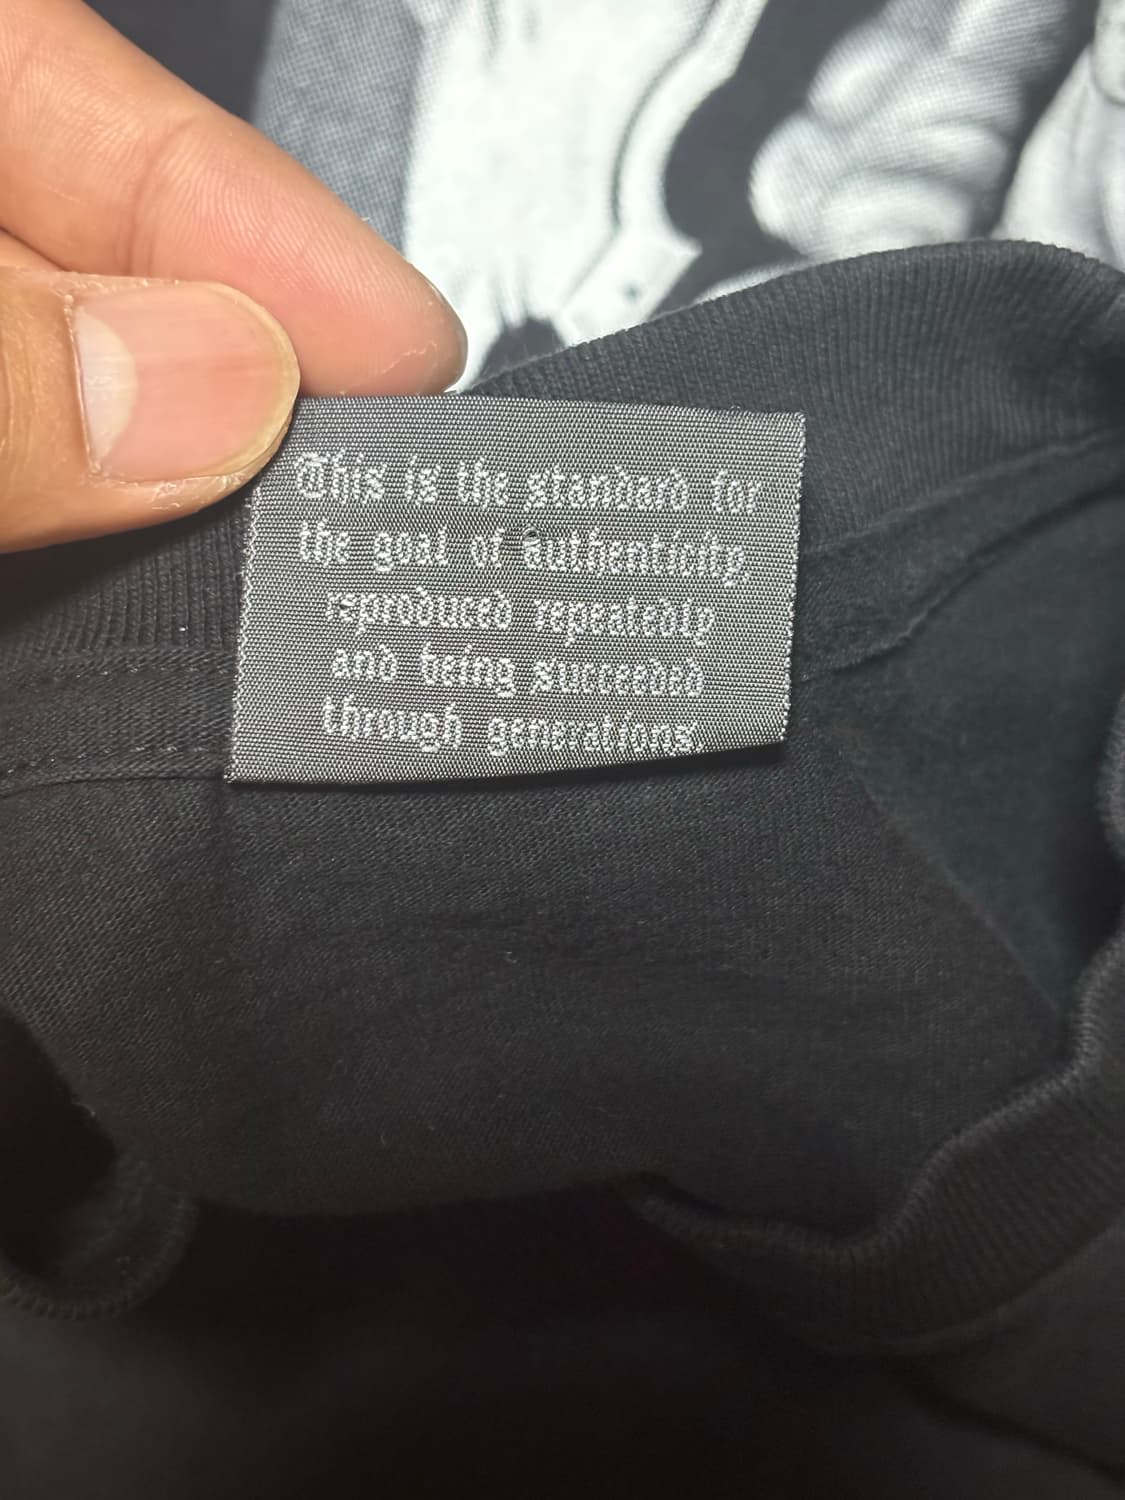 This is the standard for
the goal of authenticity,
reproduced repeatedly
and being succeeded
through generations